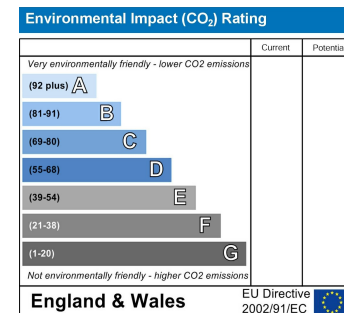 Environmental Impact (CO₂) Rating
Current Potentia
Very environmentally friendly - lower CO2 emissions
(92 plus) A
(81-91) B
(69-80) C
(55-68) D
(39-54) E
(21-38) F
(1-20) G
Not environmentally friendly - higher CO2 emissions
England & Wales
EU Directive
2002/91/EC